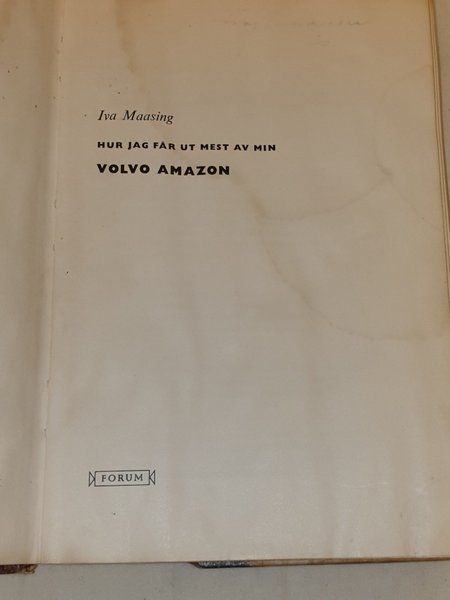 Iva Maasing
HUR JAG FÅR UT MEST AV MIN
VOLVO AMAZON
FORUM